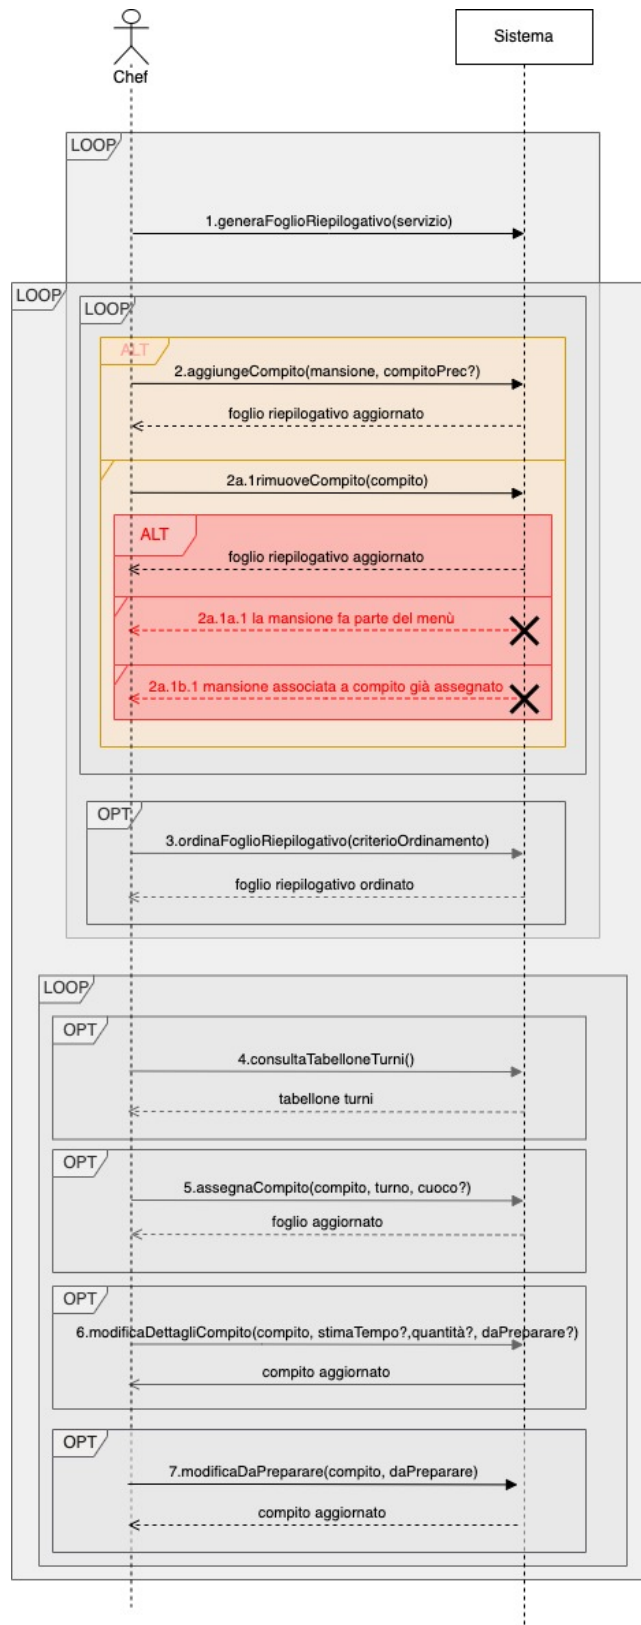 Sistema
Chef
LOOP
1.generaFoglioRiepilogativo(servizio)
LOOP
LOOP
ALT
2.aggiungeCompito(mansione, compitoPrec?)
foglio riepilogativo aggiornato
2a.1rimuoveCompito(compito)
ALT
foglio riepilogativo aggiornato
2a.1a.1 la mansione fa parte del menù
2a.1b.1 mansione associata a compito già assegnato
OPT
3.ordinaFoglioRiepilogativo(criterioOrdinamento)
foglio riepilogativo ordinato
LOOP
OPT
4.consultaTabelloneTurni()
tabellone turni
OPT
5.assegnaCompito(compito, turno, cuoco?)
foglio aggiornato
OPT
6.modificaDettagliCompito(compito, stimaTempo?,quantità?, daPreparare?)
compito aggiornato
OPT
7.modificaDaPreparare(compito, daPreparare)
compito aggiornato